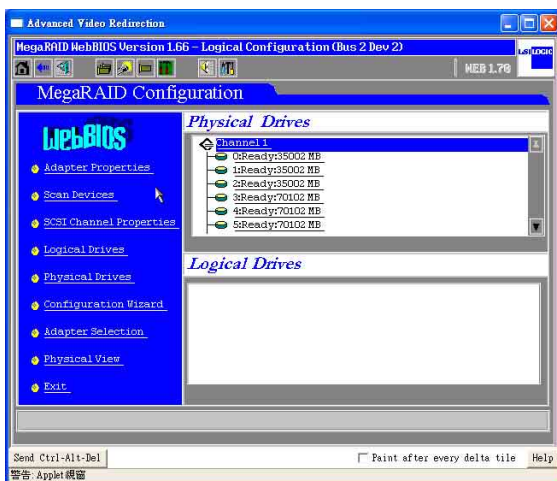 Advanced Video Redirection
MegaRAID WebBIOS Version 1.66 - Logical Configuration (Bus 2 Dev 2)
LSI LOGIC
WEB 1.70
MegaRAID Configuration
WebBIOS
Adapter Properties
Scan Devices
SCSI Channel Properties
Logical Drives
Physical Drives
Configuration Wizard
Adapter Selection
Physical View
Exit
Physical Drives
Channel 1
0:Ready:35002 MB
1:Ready:35002 MB
2:Ready:35002 MB
3:Ready:70102 MB
4:Ready:70102 MB
5:Ready:70102 MB
Logical Drives
Send Ctrl-Alt-Del
Paint after every delta tile
Help
警告: Applet 視窗